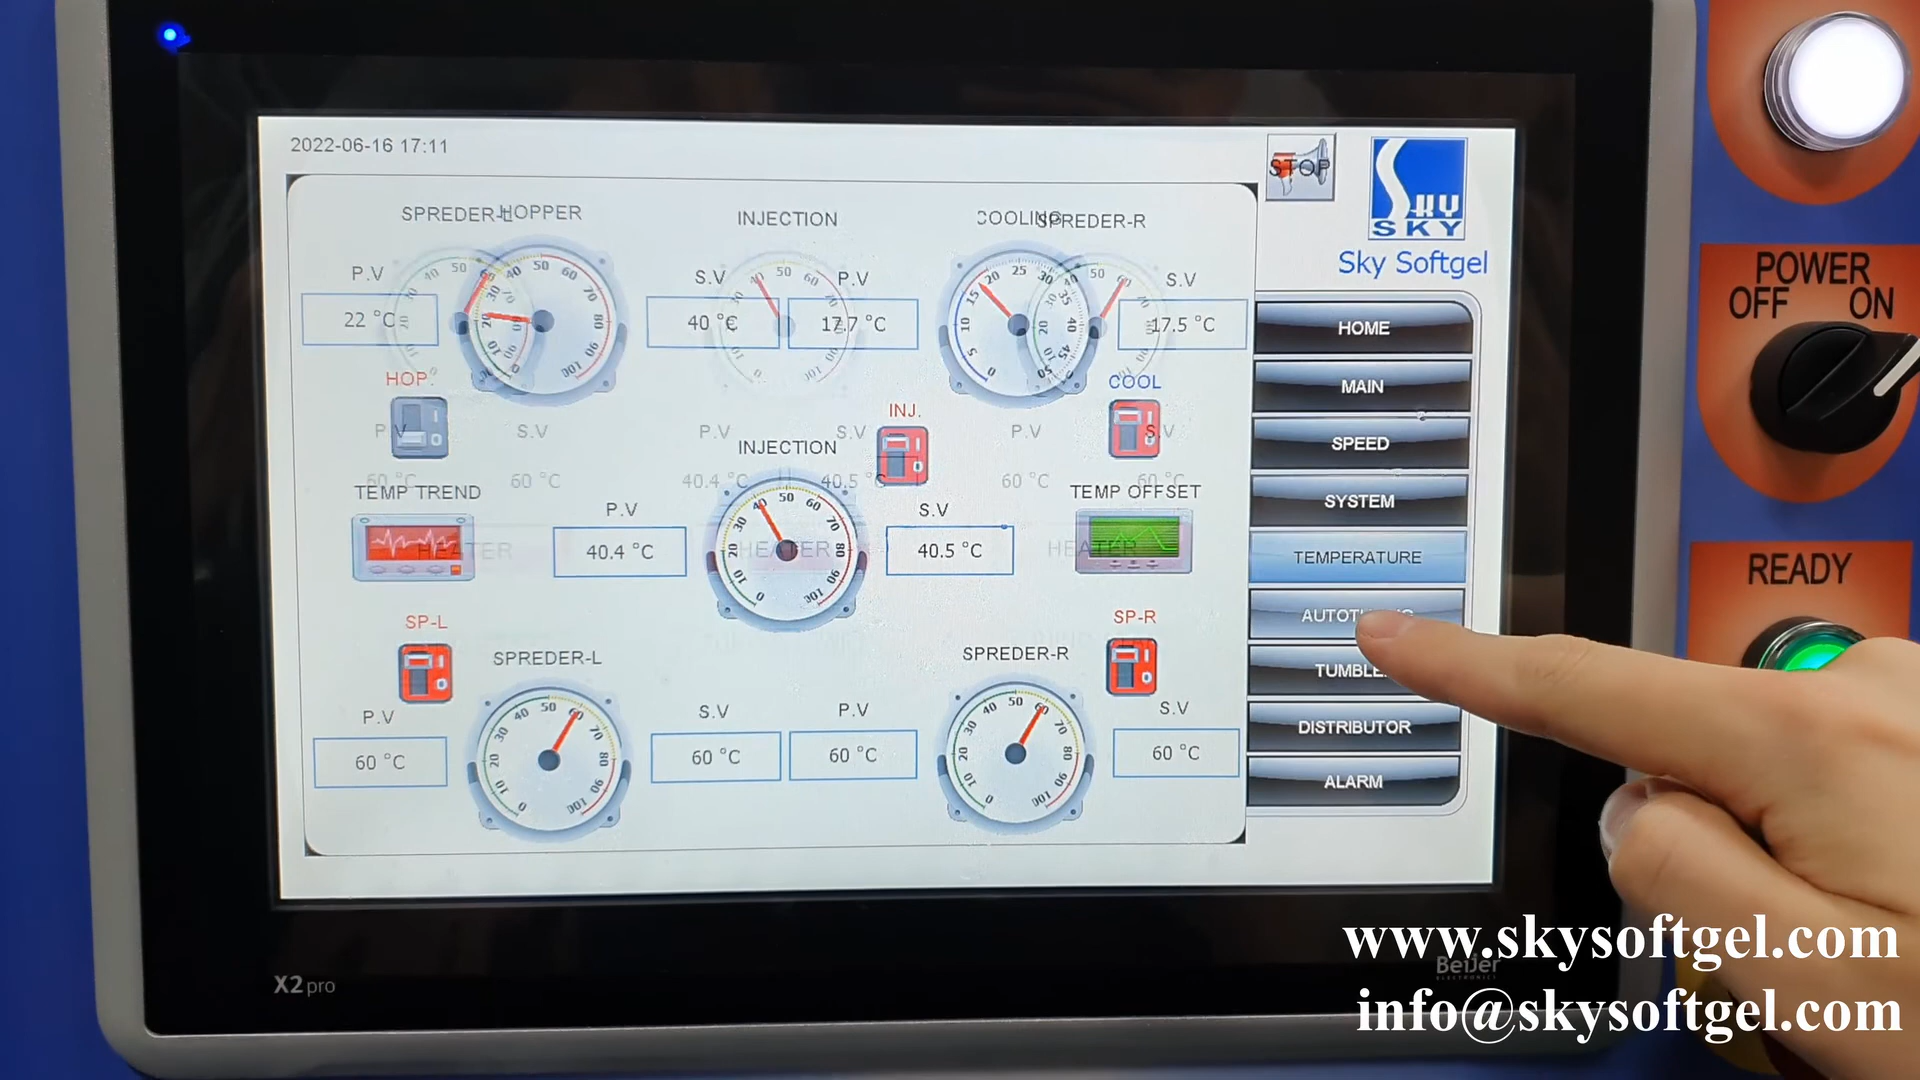 2022-06-16 17:11
STOP
SKY
SKY
Sky Softgel
SPREDER-L HOPPER
INJECTION
COOLING SPREDER-R
P.V
22 °C
S.V
40 °C
P.V
17.7 °C
S.V
17.5 °C
HOP.
INJ.
COOL
P.V
S.V
P.V
S.V
P.V
S.V
60 °C
60 °C
40.4 °C
40.5 °C
60 °C
60 °C
TEMP TREND
INJECTION
TEMP OFFSET
P.V
40.4 °C
S.V
40.5 °C
HEATER
HEATER
HEATER
SP-L
SPREDER-L
SPREDER-R
SP-R
P.V
60 °C
S.V
60 °C
P.V
60 °C
S.V
60 °C
HOME
MAIN
SPEED
SYSTEM
TEMPERATURE
TUMBLE
DISTRIBUTOR
ALARM
POWER
OFF ON
READY
X2 pro
Beijer
ELECTRONICS
www.skysoftgel.com
info@skysoftgel.com